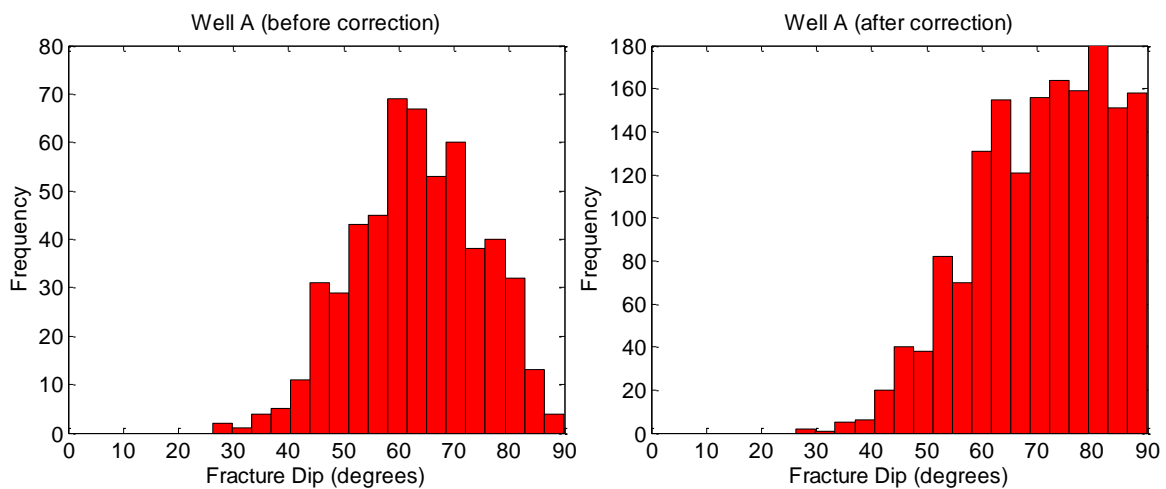 Well A (before correction)
80
70
60
50
40
30
20
10
0
Frequency
0 10 20 30 40 50 60 70 80 90
Fracture Dip (degrees)
Well A (after correction)
180
160
140
120
100
80
60
40
20
0
Frequency
0 10 20 30 40 50 60 70 80 90
Fracture Dip (degrees)